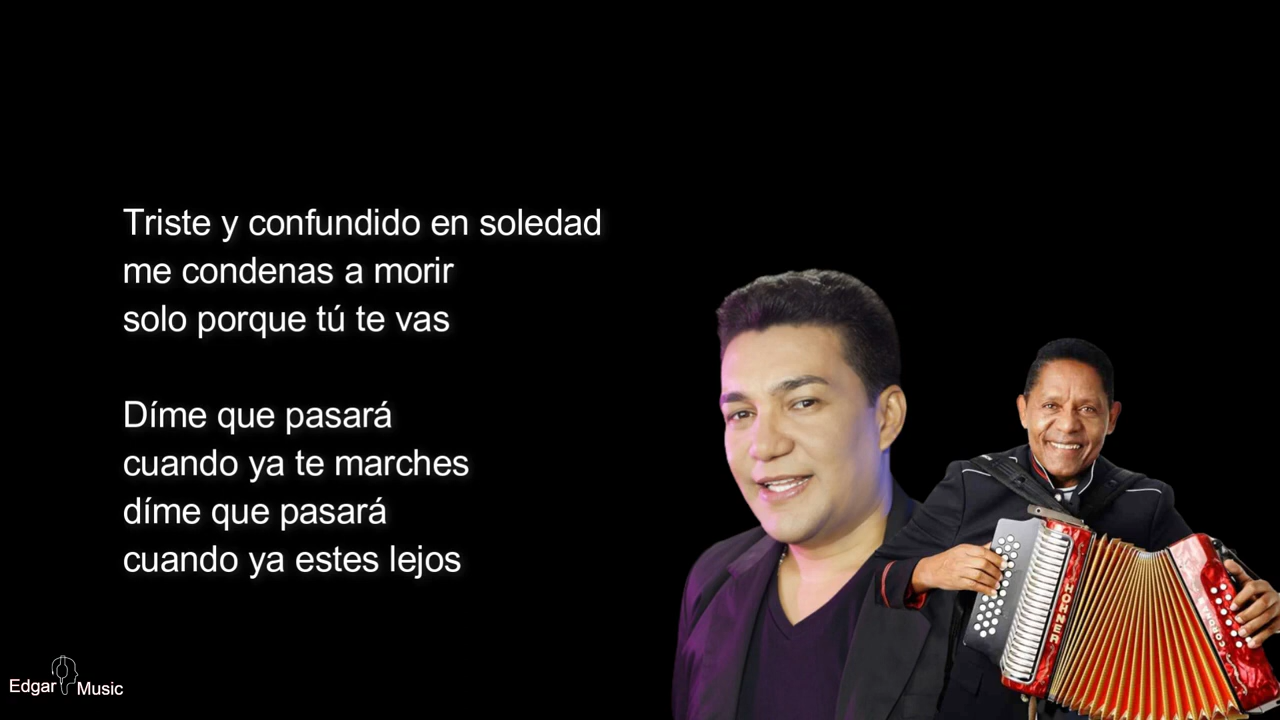 Triste y confundido en soledad
me condenas a morir
solo porque tú te vas
Díme que pasará
cuando ya te marches
díme que pasará
cuando ya estes lejos
HOHNER
CORONA
Edgar Music